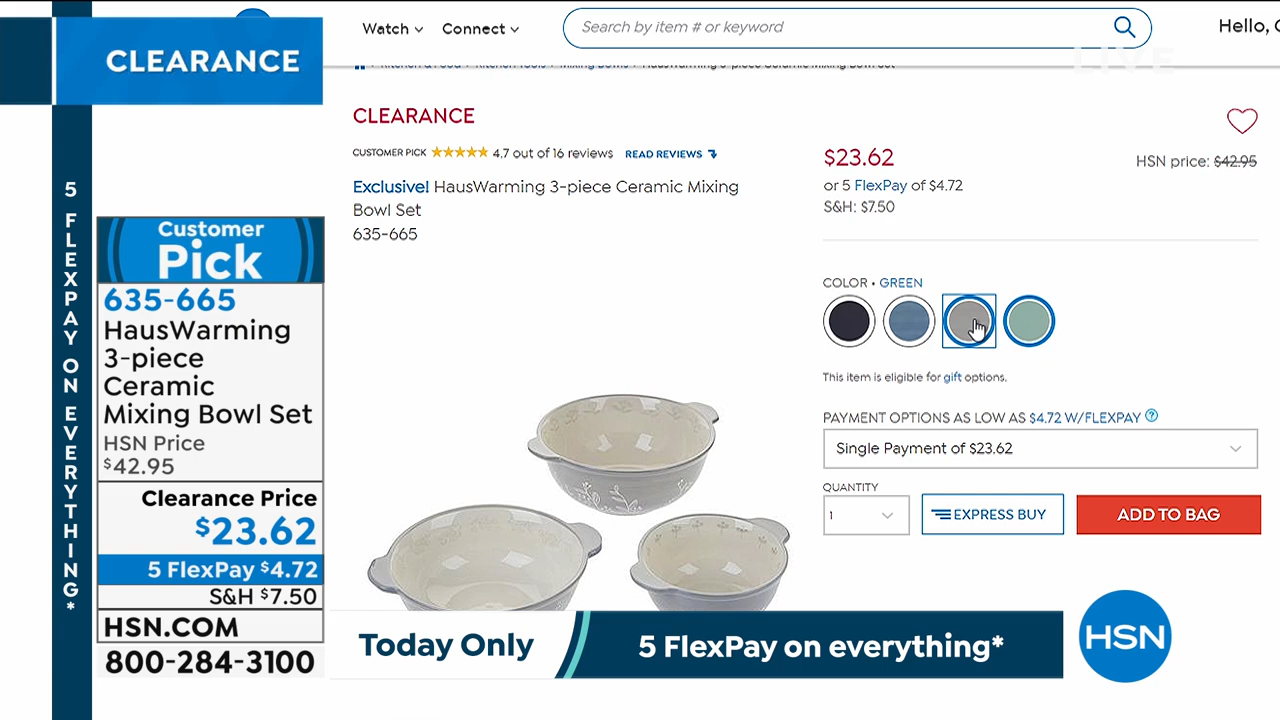 CLEARANCE
5 FLEXPAY ON EVERYTHING*
Customer
Pick
635-665
HausWarming
3-piece
Ceramic
Mixing Bowl Set
HSN Price
$42.95
Clearance Price
$23.62
5 FlexPay $4.72
S&H $7.50
HSN.COM
800-284-3100
Watch
Connect
Search by item # or keyword
Hello,
LIVE
CLEARANCE
CUSTOMER PICK 4.7 out of 16 reviews READ REVIEWS
Exclusive! HausWarming 3-piece Ceramic Mixing
Bowl Set
635-665
$23.62
HSN price: $42.95
or 5 FlexPay of $4.72
S&H: $7.50
COLOR • GREEN
This item is eligible for gift options.
PAYMENT OPTIONS AS LOW AS $4.72 W/FLEXPAY ?
Single Payment of $23.62
QUANTITY
1
EXPRESS BUY
ADD TO BAG
Today Only
5 FlexPay on everything*
HSN